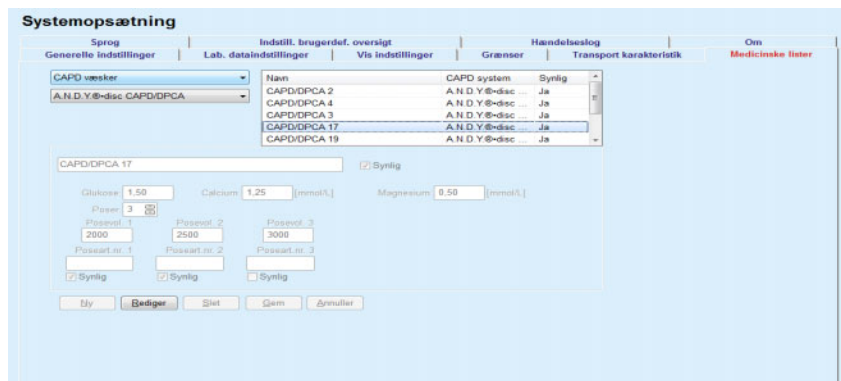 Systemopsætning
Sprog Indstill. brugerdef. oversigt Hændelseslog Om
Generelle indstillinger Lab. dataindstillinger Vis indstillinger Grænser Transport karakteristik Medicinske lister
CAPD væsker
A.N.D.Y.®•disc CAPD/DPCA
Navn CAPD system Synlig
CAPD/DPCA 2 A.N.D.Y.®•disc ... Ja
CAPD/DPCA 4 A.N.D.Y.®•disc ... Ja
CAPD/DPCA 3 A.N.D.Y.®•disc ... Ja
CAPD/DPCA 17 A.N.D.Y.®•disc ... Ja
CAPD/DPCA 19 A.N.D.Y.®•disc ... Ja
CAPD/DPCA 17 Synlig
Glukose 1,50 Calcium 1,25 [mmol/L] Magnesium 0,50 [mmol/L]
Poser 3
Posevol. 1 Posevol. 2 Posevol. 3
2000 2500 3000
Poseart.nr. 1 Poseart.nr. 2 Poseart.nr. 3
Synlig Synlig Synlig
Ny Rediger Slet Gem Annuller